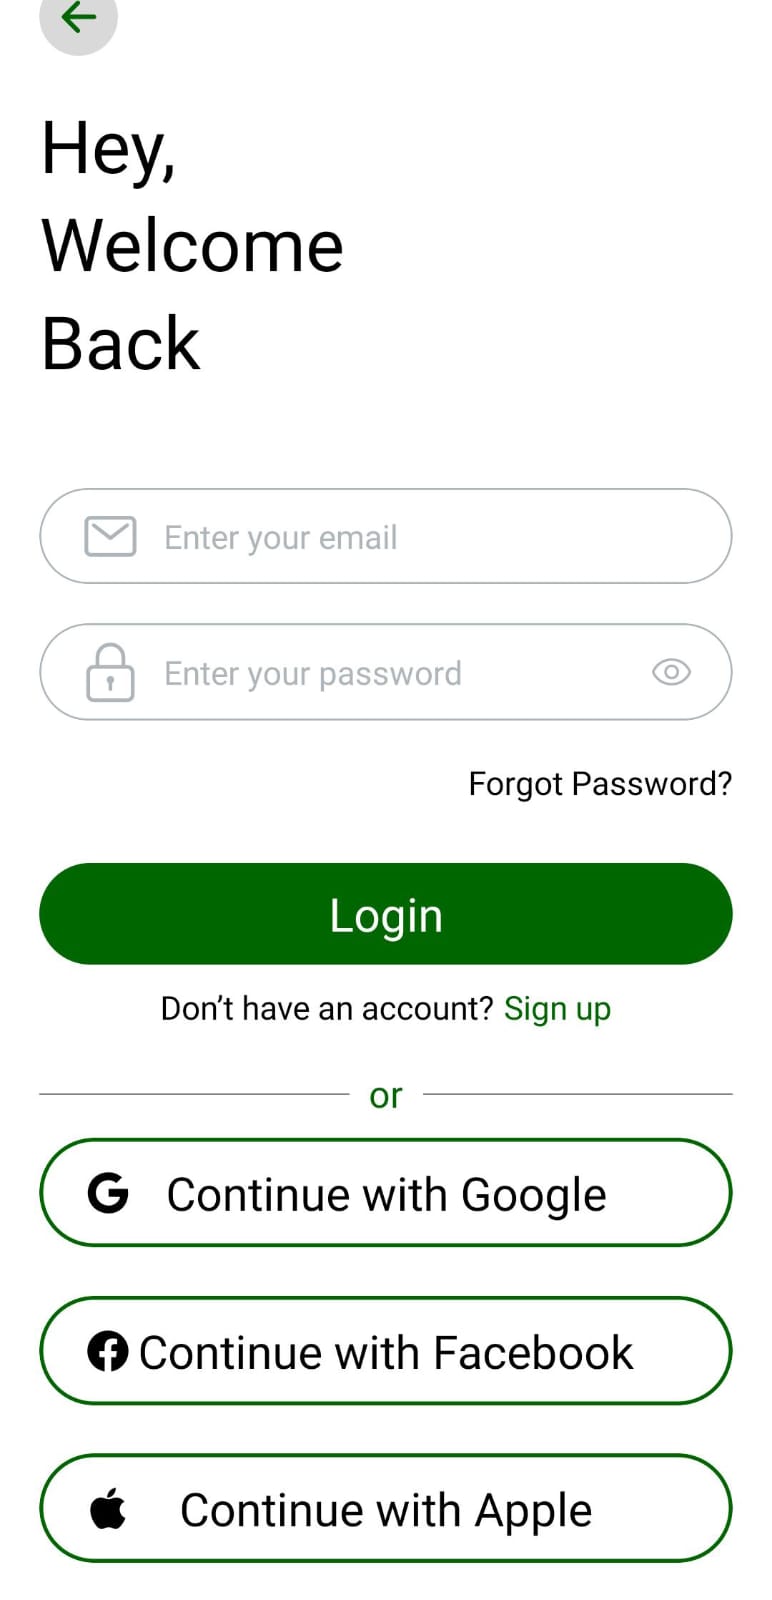 Hey,
Welcome
Back
Enter your email
Enter your password
Forgot Password?
Login
Don’t have an account? Sign up
or
Continue with Google
Continue with Facebook
Continue with Apple